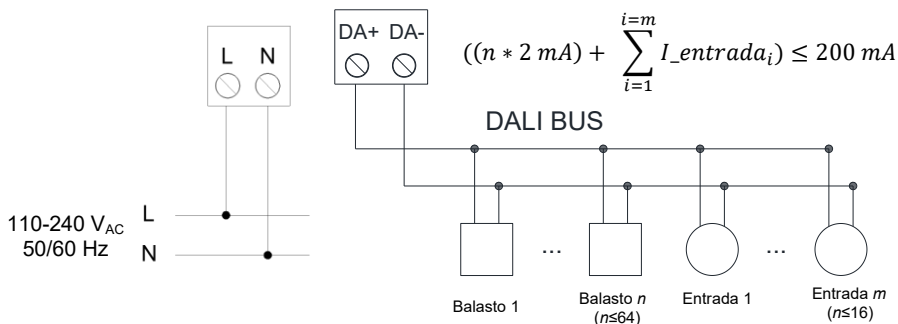 L N
DA+ DA-
((n * 2 mA) + \sum_{i=1}^{i=m} I_entrada_i) ≤ 200 mA
DALI BUS
110-240 V_AC
50/60 Hz
L
N
Balasto 1
...
Balasto n
(n≤64)
Entrada 1
...
Entrada m
(n≤16)